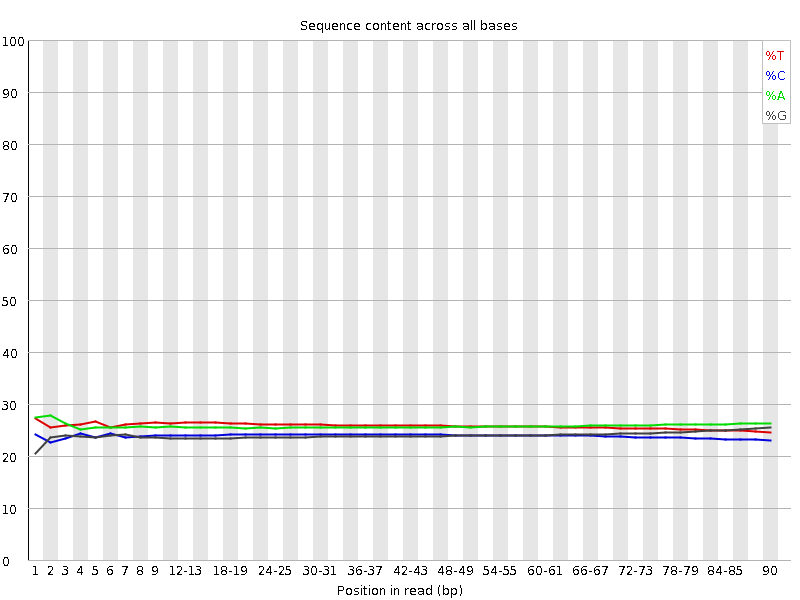 Sequence content across all bases
100
90
80
70
60
50
40
30
20
10
0
%T
%C
%A
%G
1 2 3 4 5 6 7 8 9 12-13 18-19 24-25 30-31 36-37 42-43 48-49 54-55 60-61 66-67 72-73 78-79 84-85 90
Position in read (bp)